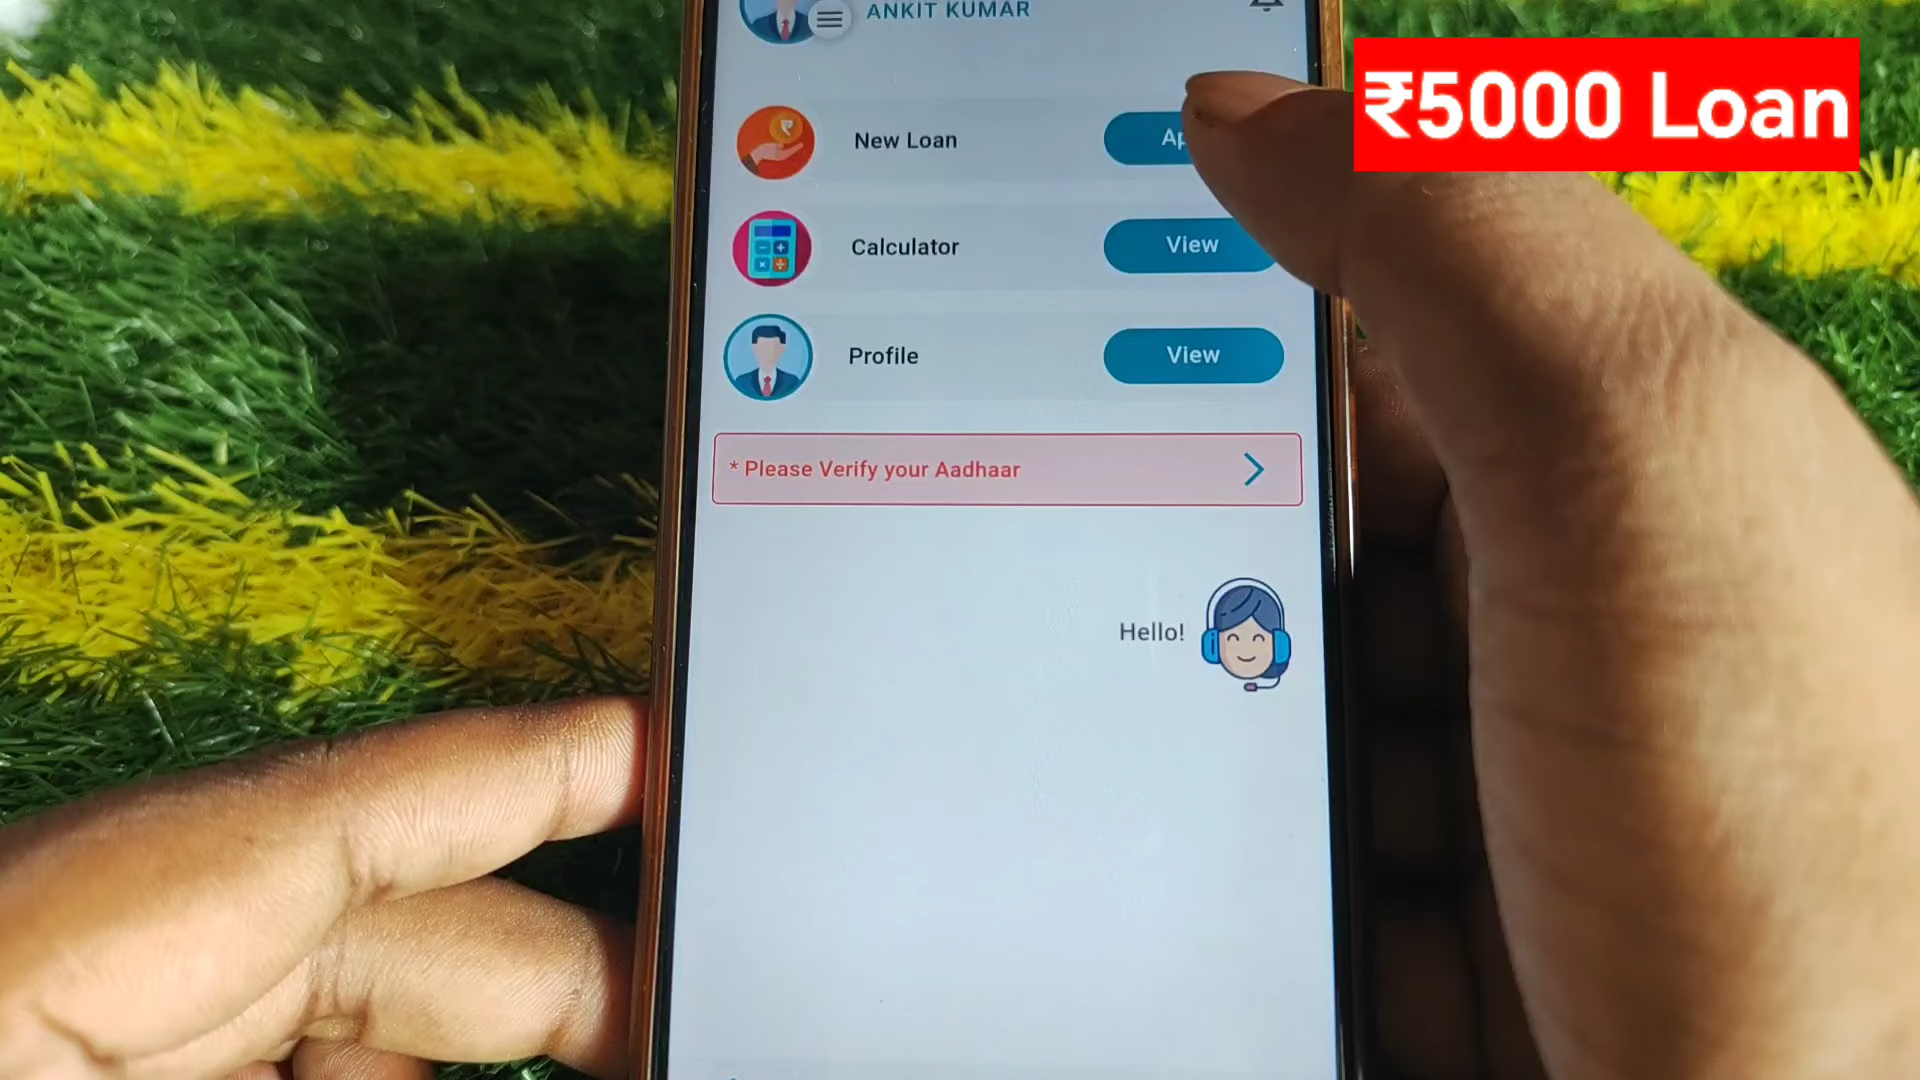 ANKIT KUMAR
₹5000 Loan
New Loan
Calculator
View
Profile
View
* Please Verify your Aadhaar
Hello!